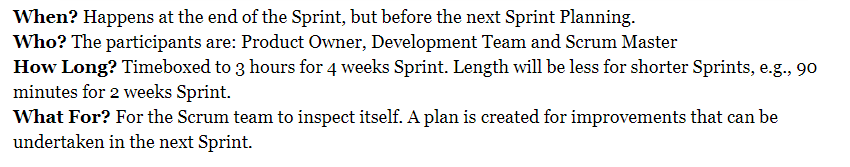 When? Happens at the end of the Sprint, but before the next Sprint Planning.
Who? The participants are: Product Owner, Development Team and Scrum Master
How Long? Timeboxed to 3 hours for 4 weeks Sprint. Length will be less for shorter Sprints, e.g., 90
minutes for 2 weeks Sprint.
What For? For the Scrum team to inspect itself. A plan is created for improvements that can be
undertaken in the next Sprint.